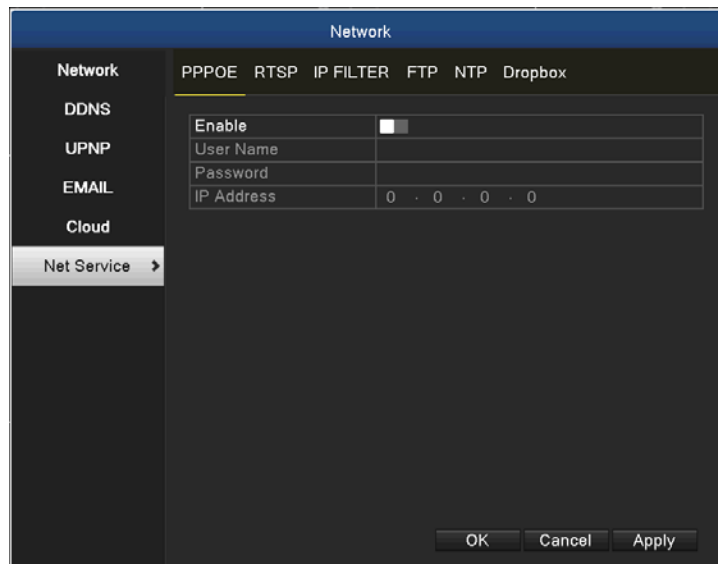 Network
Network
DDNS
UPNP
EMAIL
Cloud
Net Service
PPPOE RTSP IP FILTER FTP NTP Dropbox
Enable
User Name
Password
IP Address 0 . 0 . 0 . 0
OK Cancel Apply